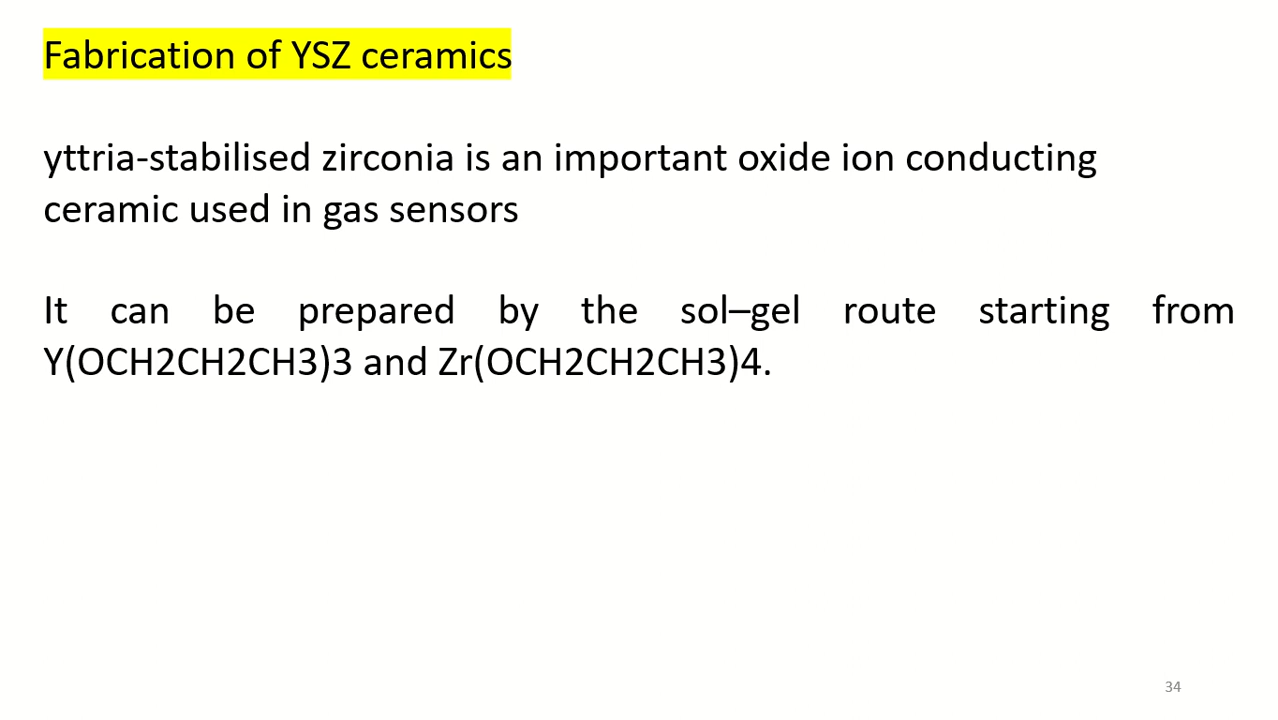 Fabrication of YSZ ceramics
yttria-stabilised zirconia is an important oxide ion conducting
ceramic used in gas sensors
It can be prepared by the sol–gel route starting from
Y(OCH2CH2CH3)3 and Zr(OCH2CH2CH3)4.
34